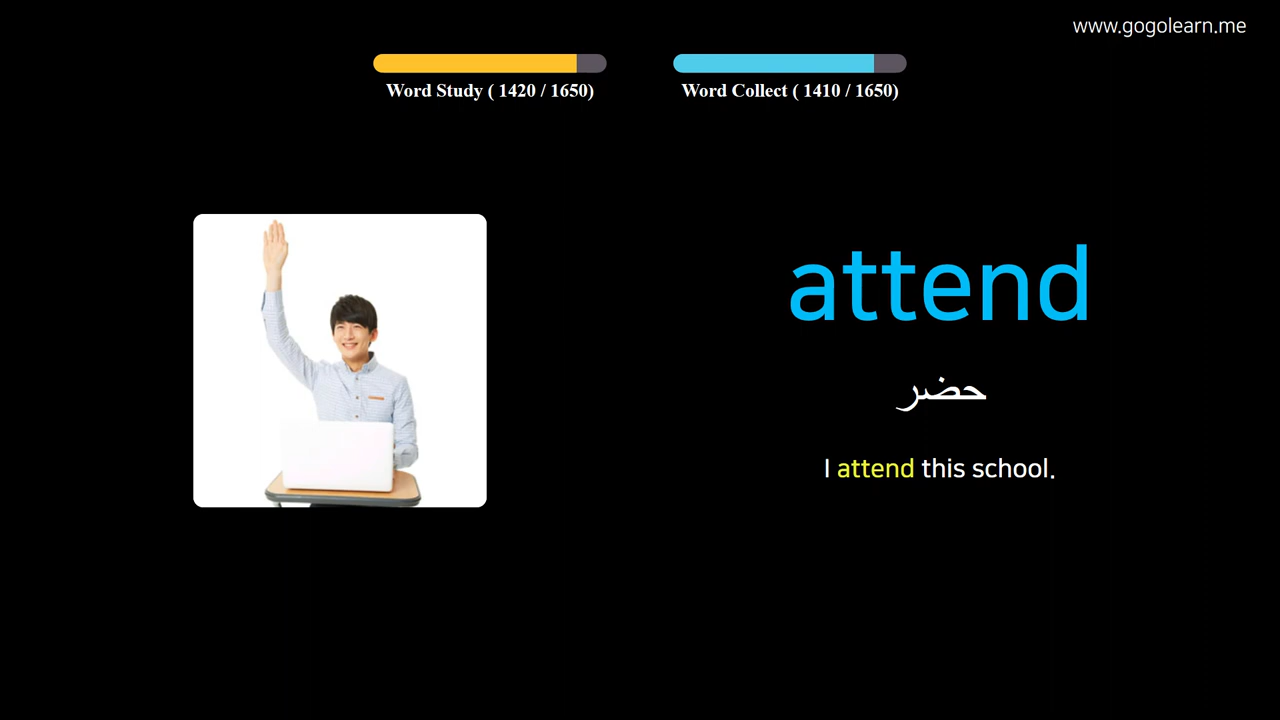 www.gogolearn.me
Word Study ( 1420 / 1650)
Word Collect ( 1410 / 1650)
attend
حضر
I attend this school.